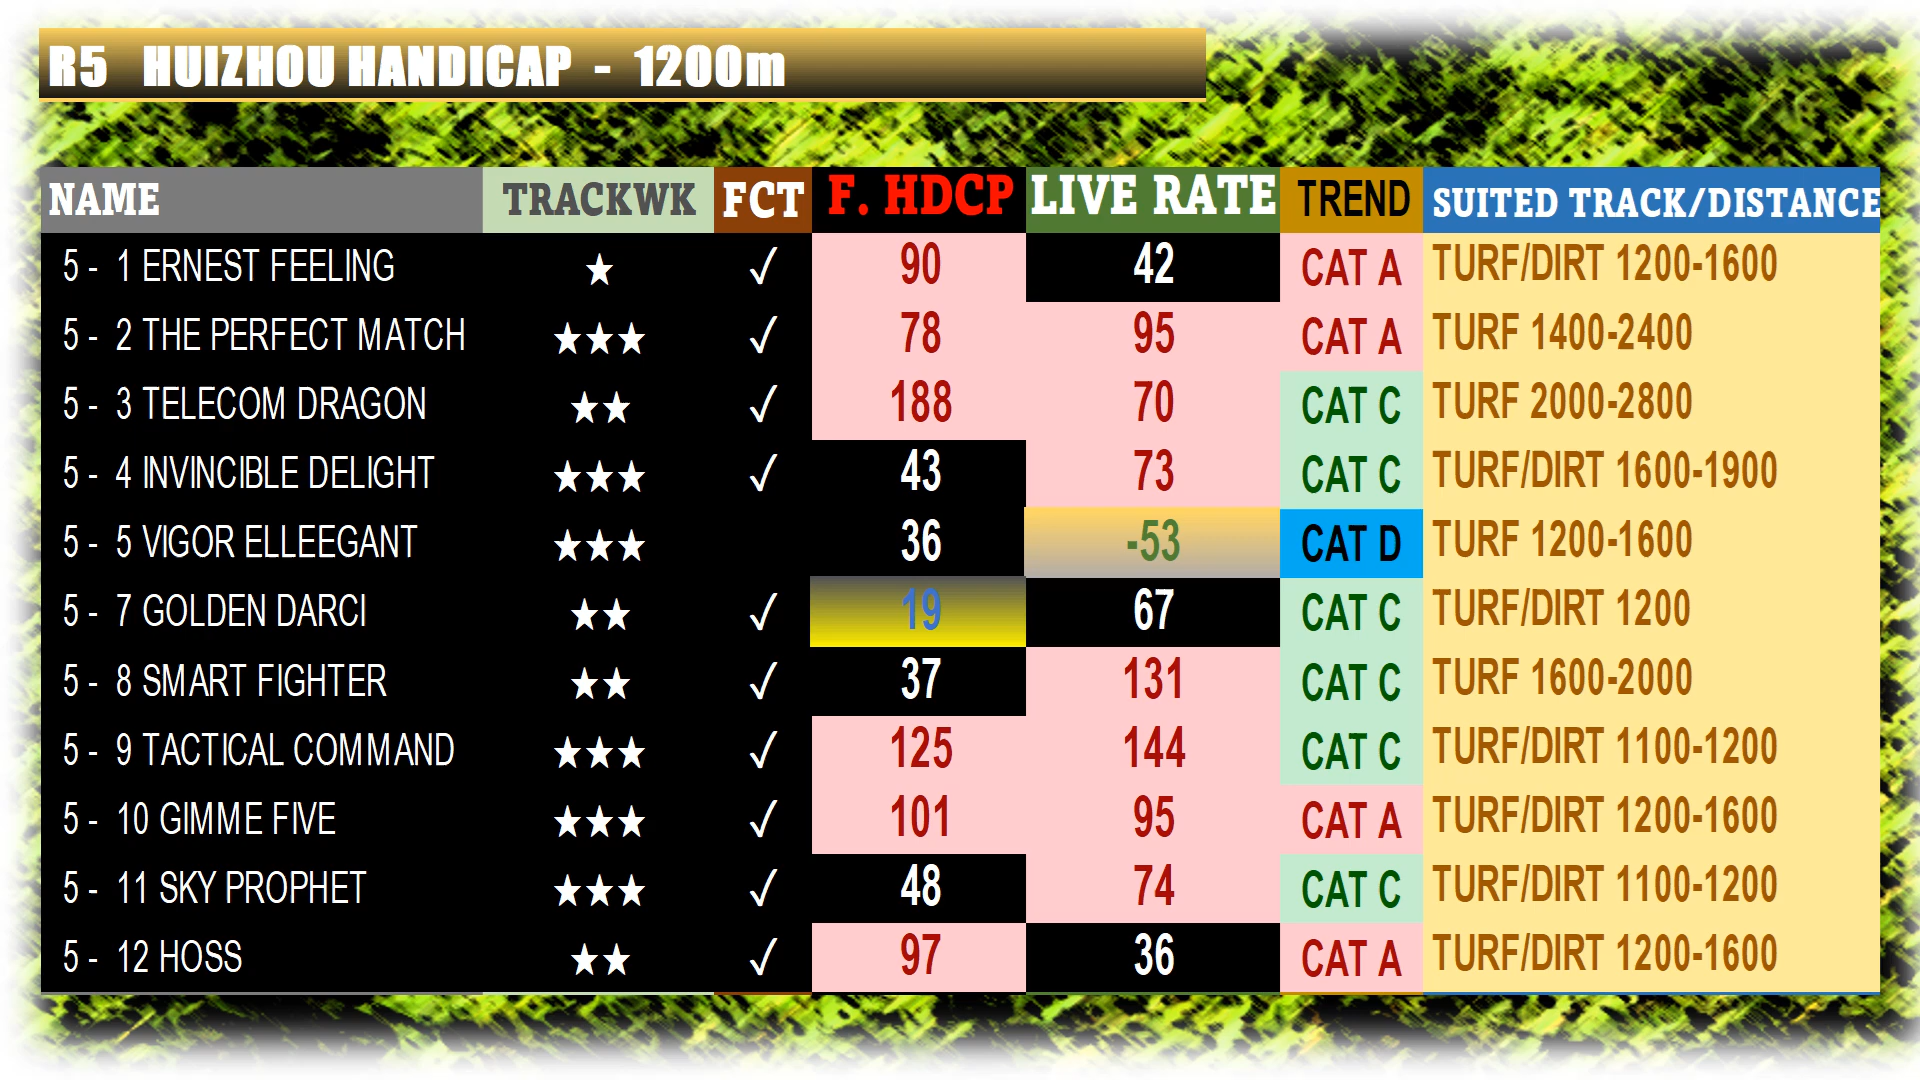 R5 HUIZHOU HANDICAP - 1200m
NAME TRACKWK FCT F. HDCP LIVE RATE TREND SUITED TRACK/DISTANCE
5 - 1 ERNEST FEELING ★ ✓ 90 42 CAT A TURF/DIRT 1200-1600
5 - 2 THE PERFECT MATCH ★★★ ✓ 78 95 CAT A TURF 1400-2400
5 - 3 TELECOM DRAGON ★★ ✓ 188 70 CAT C TURF 2000-2800
5 - 4 INVINCIBLE DELIGHT ★★★ ✓ 43 73 CAT C TURF/DIRT 1600-1900
5 - 5 VIGOR ELLEEGANT ★★★ 36 -53 CAT D TURF 1200-1600
5 - 7 GOLDEN DARCI ★★ ✓ 19 67 CAT C TURF/DIRT 1200
5 - 8 SMART FIGHTER ★★ ✓ 37 131 CAT C TURF 1600-2000
5 - 9 TACTICAL COMMAND ★★★ ✓ 125 144 CAT C TURF/DIRT 1100-1200
5 - 10 GIMME FIVE ★★★ ✓ 101 95 CAT A TURF/DIRT 1200-1600
5 - 11 SKY PROPHET ★★★ ✓ 48 74 CAT C TURF/DIRT 1100-1200
5 - 12 HOSS ★★ ✓ 97 36 CAT A TURF/DIRT 1200-1600